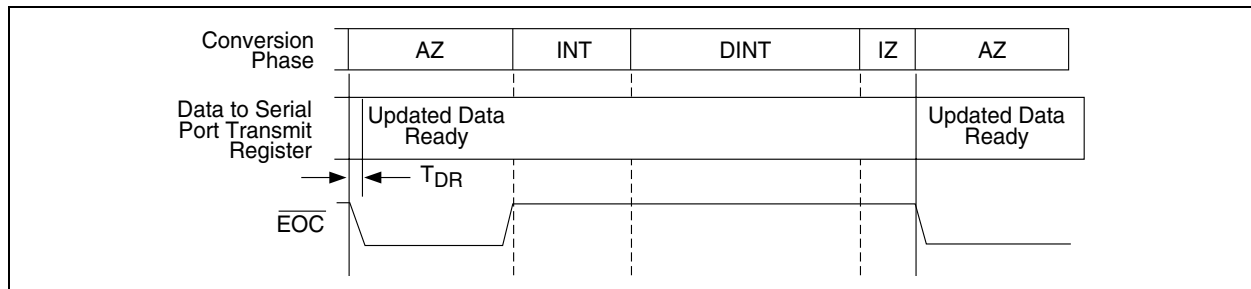 Conversion
Phase
AZ
INT
DINT
IZ
AZ
Data to Serial
Port Transmit
Register
Updated Data
Ready
Updated Data
Ready
TDR
EOC